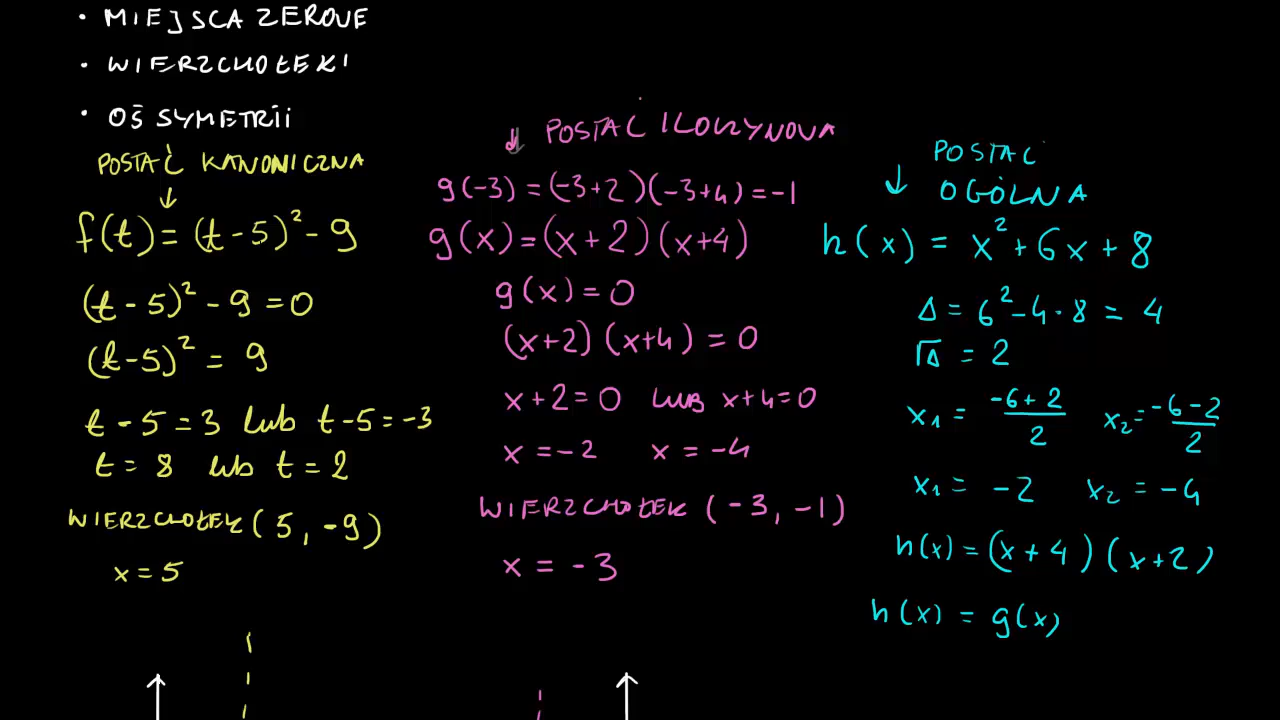 · MIEJSCA ZEROWE
· WIERZCHOŁEK
· OŚ SYMETRII
POSTAĆ KANONICZNA
↓
f(t) = (t-5)² - 9
(t-5)² - 9 = 0
(t-5)² = 9
t - 5 = 3 lub t-5 = -3
t = 8 lub t = 2
WIERZCHOŁEK (5, -9)
x = 5
↓ POSTAĆ ILOCZYNOWA
g(-3) = (-3+2)(-3+4) = -1
g(x) = (x+2)(x+4)
g(x) = 0
(x+2)(x+4) = 0
x+2=0 LUB x+4=0
x = -2 x = -4
WIERZCHOŁEK (-3, -1)
x = -3
POSTAĆ
↓ OGÓLNA
h(x) = x² + 6x + 8
Δ = 6² - 4·8 = 4
√Δ = 2
x₁ = (-6+2)/2 x₂ = (-6-2)/2
x₁ = -2 x₂ = -4
h(x) = (x+4)(x+2)
h(x) = g(x)